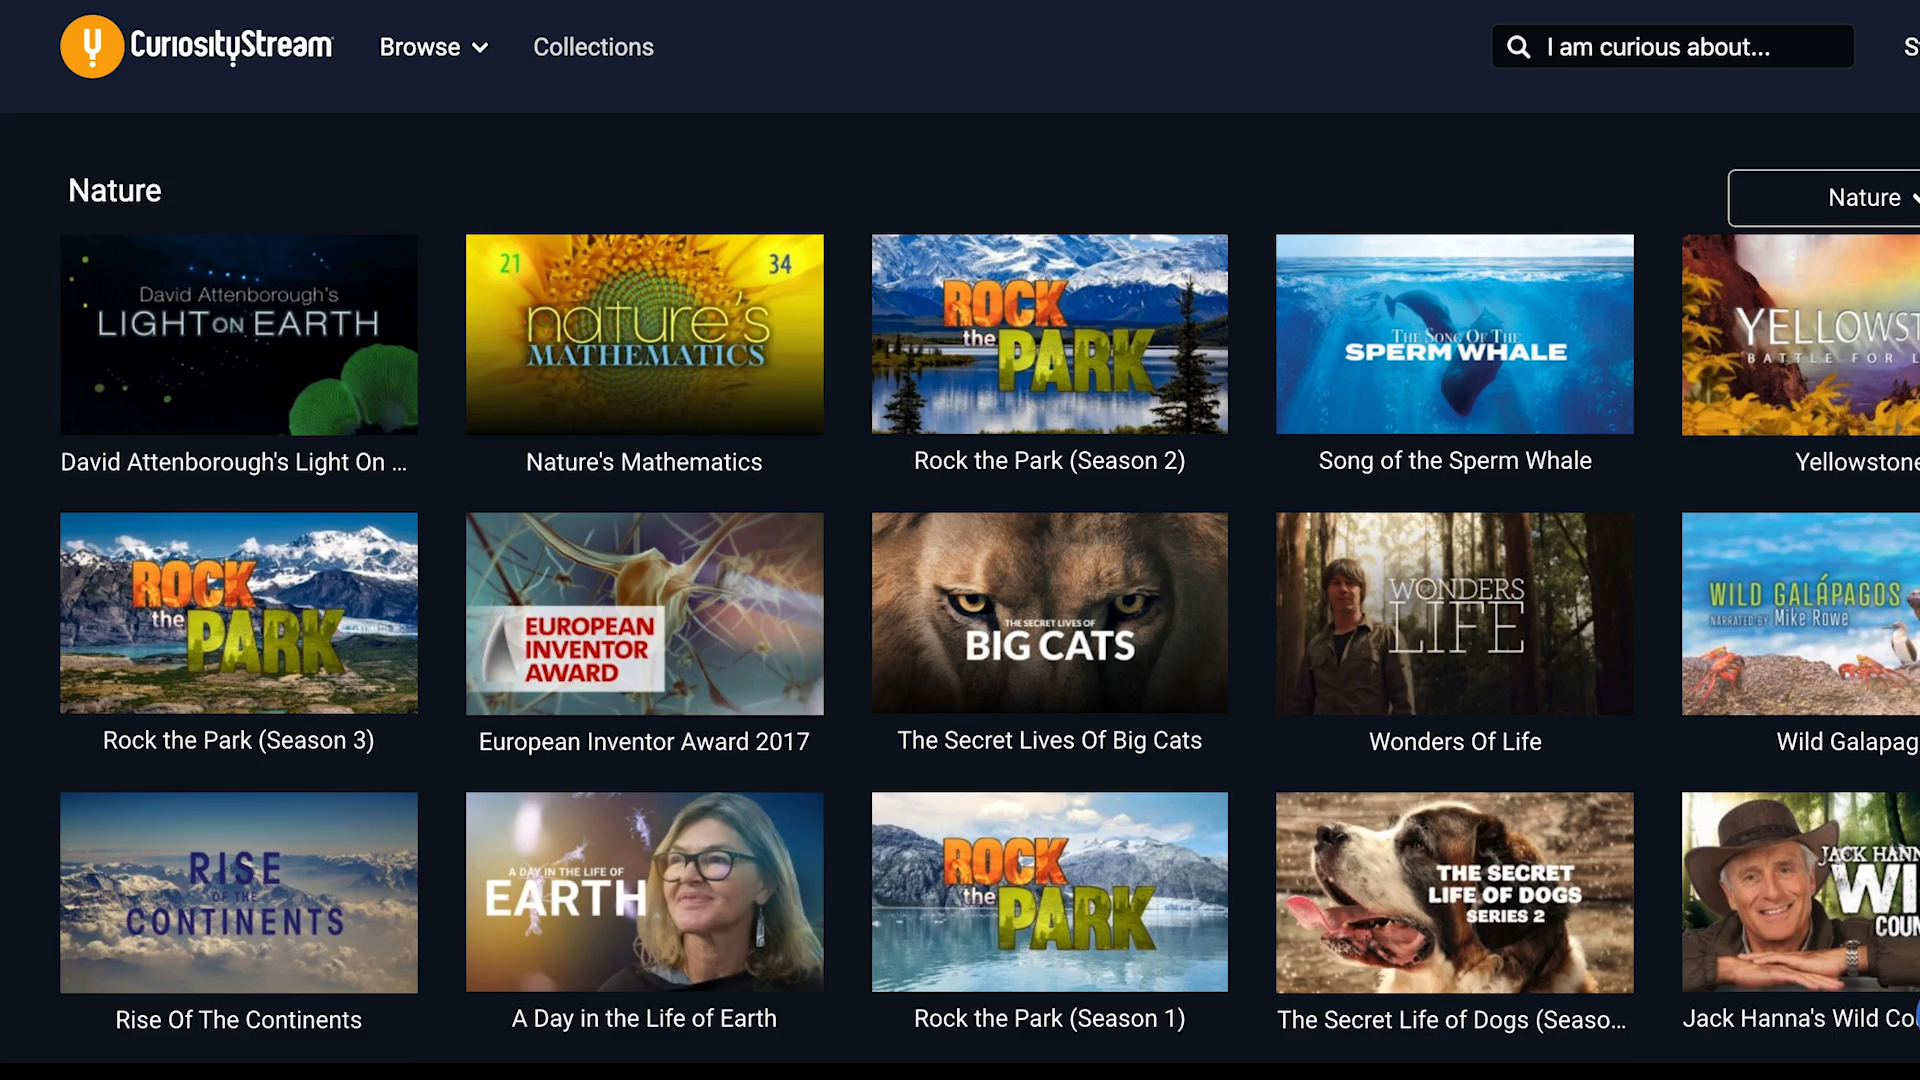 CuriosityStream Browse Collections I am curious about... S
Nature Nature
21 34
David Attenborough's
LIGHT ON EARTH
nature's
MATHEMATICS
ROCK
the PARK
THE SONG OF THE
SPERM WHALE
YELLOWST
BATTLE FOR L
David Attenborough's Light On ... Nature's Mathematics Rock the Park (Season 2) Song of the Sperm Whale Yellowstone
ROCK
the PARK
EUROPEAN
INVENTOR
AWARD
THE SECRET LIVES OF
BIG CATS
WONDERS
LIFE
WILD GALÁPAGOS
NARRATED BY Mike Rowe
Rock the Park (Season 3) European Inventor Award 2017 The Secret Lives Of Big Cats Wonders Of Life Wild Galapag
RISE
OF THE
CONTINENTS
A DAY IN THE LIFE OF
EARTH
ROCK
the PARK
THE SECRET
LIFE OF DOGS
SERIES 2
JACK HANN
WI
COUN
Rise Of The Continents A Day in the Life of Earth Rock the Park (Season 1) The Secret Life of Dogs (Seaso... Jack Hanna's Wild Co